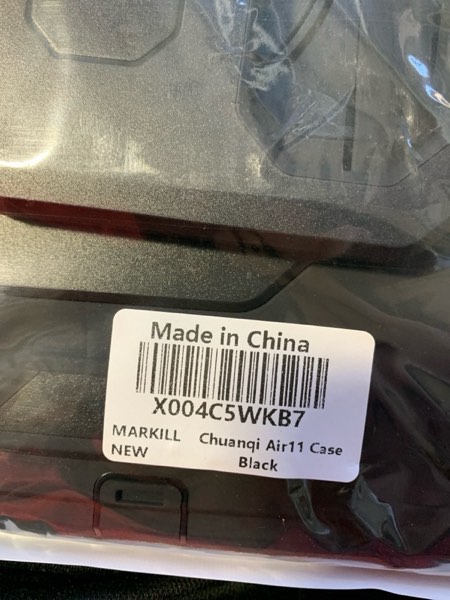 Made in China
X004C5WKB7
MARKILL Chuanqi Air11 Case
NEW Black